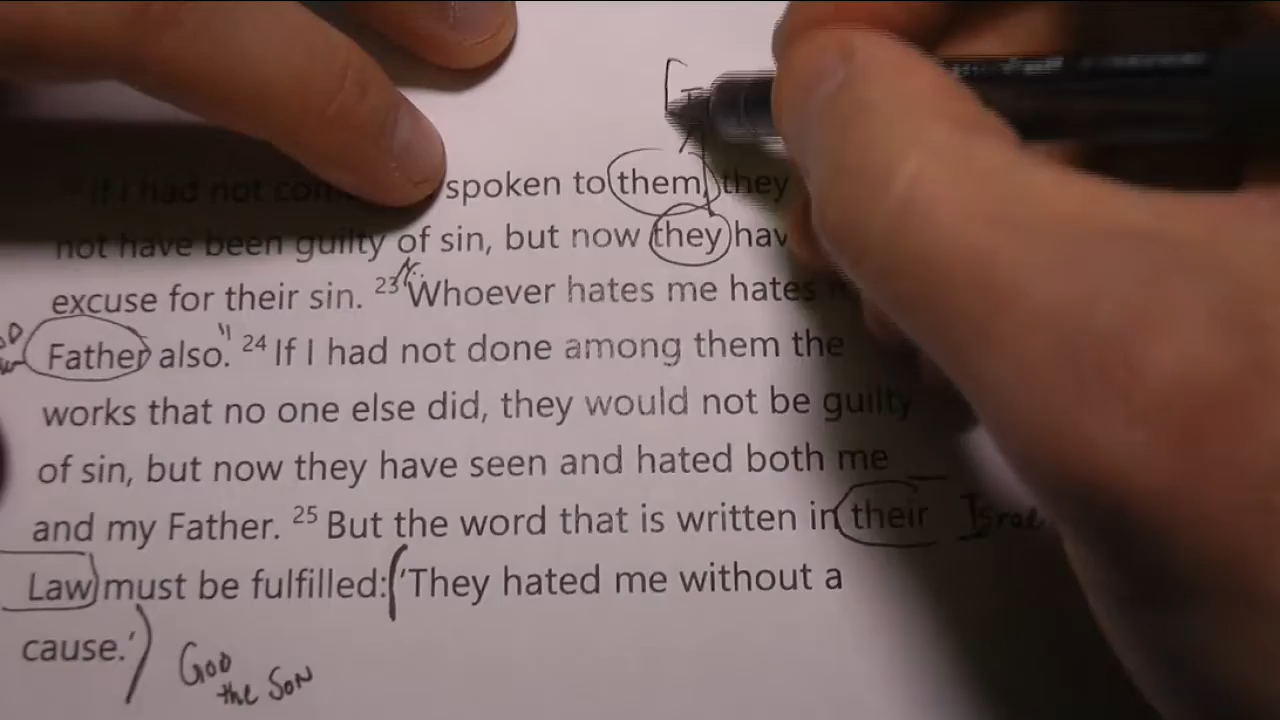 If I had not spoken to them, they
not have been guilty of sin, but now they hav
excuse for their sin. 23 Whoever hates me hates
Father also." 24 If I had not done among them the
works that no one else did, they would not be guilty
of sin, but now they have seen and hated both me
and my Father. 25 But the word that is written in their Israe
Law must be fulfilled: 'They hated me without a
cause.'
God
the Son